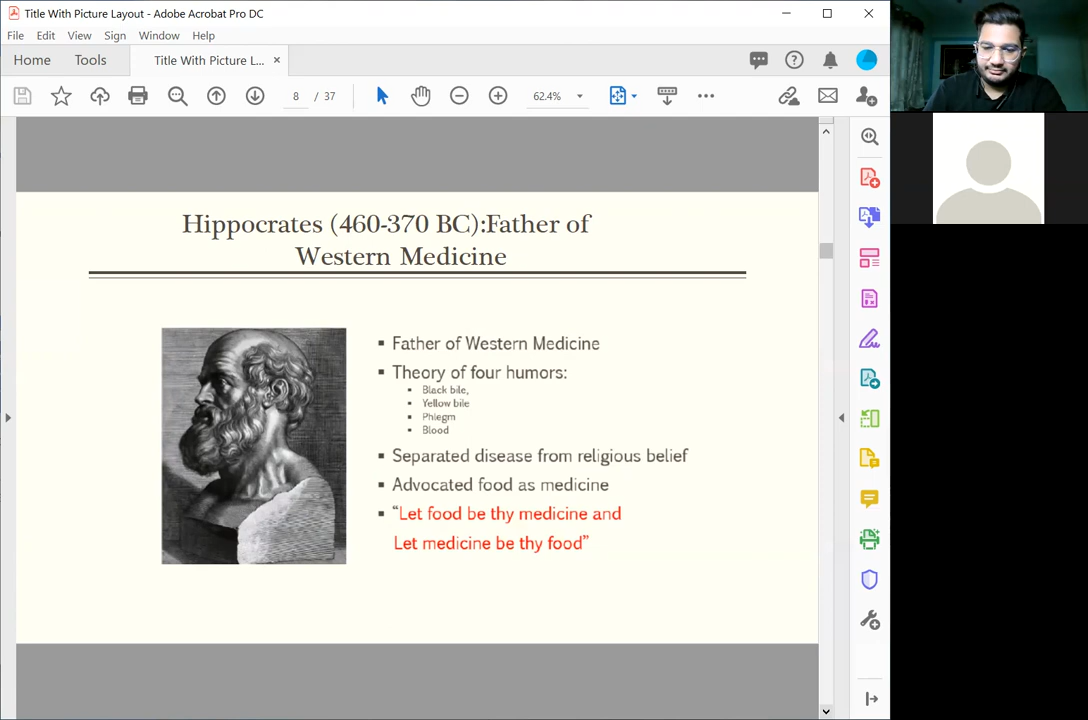 Title With Picture Layout - Adobe Acrobat Pro DC
File Edit View Sign Window Help
Home Tools Title With Picture L... ×
8 / 37 62.4%
Hippocrates (460-370 BC):Father of
Western Medicine
▪ Father of Western Medicine
▪ Theory of four humors:
▪ Black bile,
▪ Yellow bile
▪ Phlegm
▪ Blood
▪ Separated disease from religious belief
▪ Advocated food as medicine
▪ “Let food be thy medicine and
Let medicine be thy food”